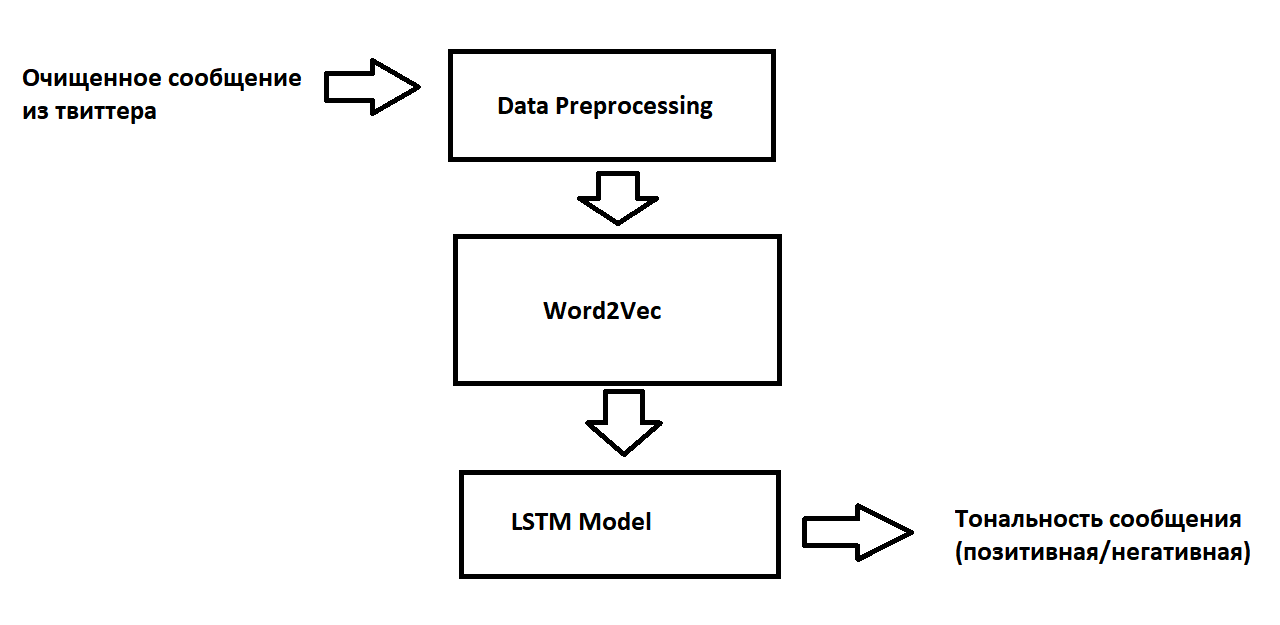 Очищенное сообщение
из твиттера
Data Preprocessing
Word2Vec
LSTM Model
Тональность сообщения
(позитивная/негативная)